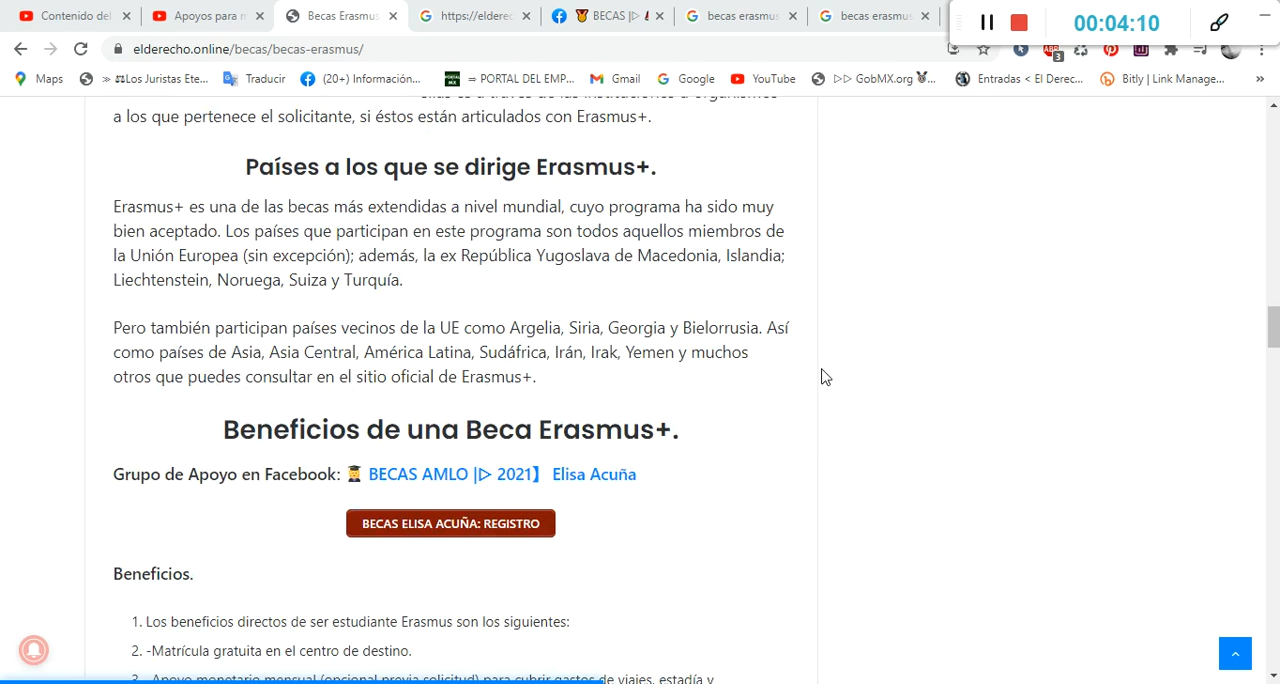 Contenido del
Apoyos para m
Becas Erasmus
https://elderec
BECAS |▷
becas erasmus
becas erasmus
00:04:10
elderecho.online/becas/becas-erasmus/
Maps
» ⚖Los Juristas Ete...
Traducir
(20+) Información...
⇒ PORTAL DEL EMP...
Gmail
Google
YouTube
▷▷ GobMX.org
Entradas < El Derec...
Bitly | Link Manage...
»
a los que pertenece el solicitante, si éstos están articulados con Erasmus+.
Países a los que se dirige Erasmus+.
Erasmus+ es una de las becas más extendidas a nivel mundial, cuyo programa ha sido muy
bien aceptado. Los países que participan en este programa son todos aquellos miembros de
la Unión Europea (sin excepción); además, la ex República Yugoslava de Macedonia, Islandia;
Liechtenstein, Noruega, Suiza y Turquía.
Pero también participan países vecinos de la UE como Argelia, Siria, Georgia y Bielorrusia. Así
como países de Asia, Asia Central, América Latina, Sudáfrica, Irán, Irak, Yemen y muchos
otros que puedes consultar en el sitio oficial de Erasmus+.
Beneficios de una Beca Erasmus+.
Grupo de Apoyo en Facebook: BECAS AMLO |▷ 2021】 Elisa Acuña
BECAS ELISA ACUÑA: REGISTRO
Beneficios.
1. Los beneficios directos de ser estudiante Erasmus son los siguientes:
2. -Matrícula gratuita en el centro de destino.
3. -Apoyo monetario mensual (opcional previa solicitud) para cubrir gastos de viajes, estadía y